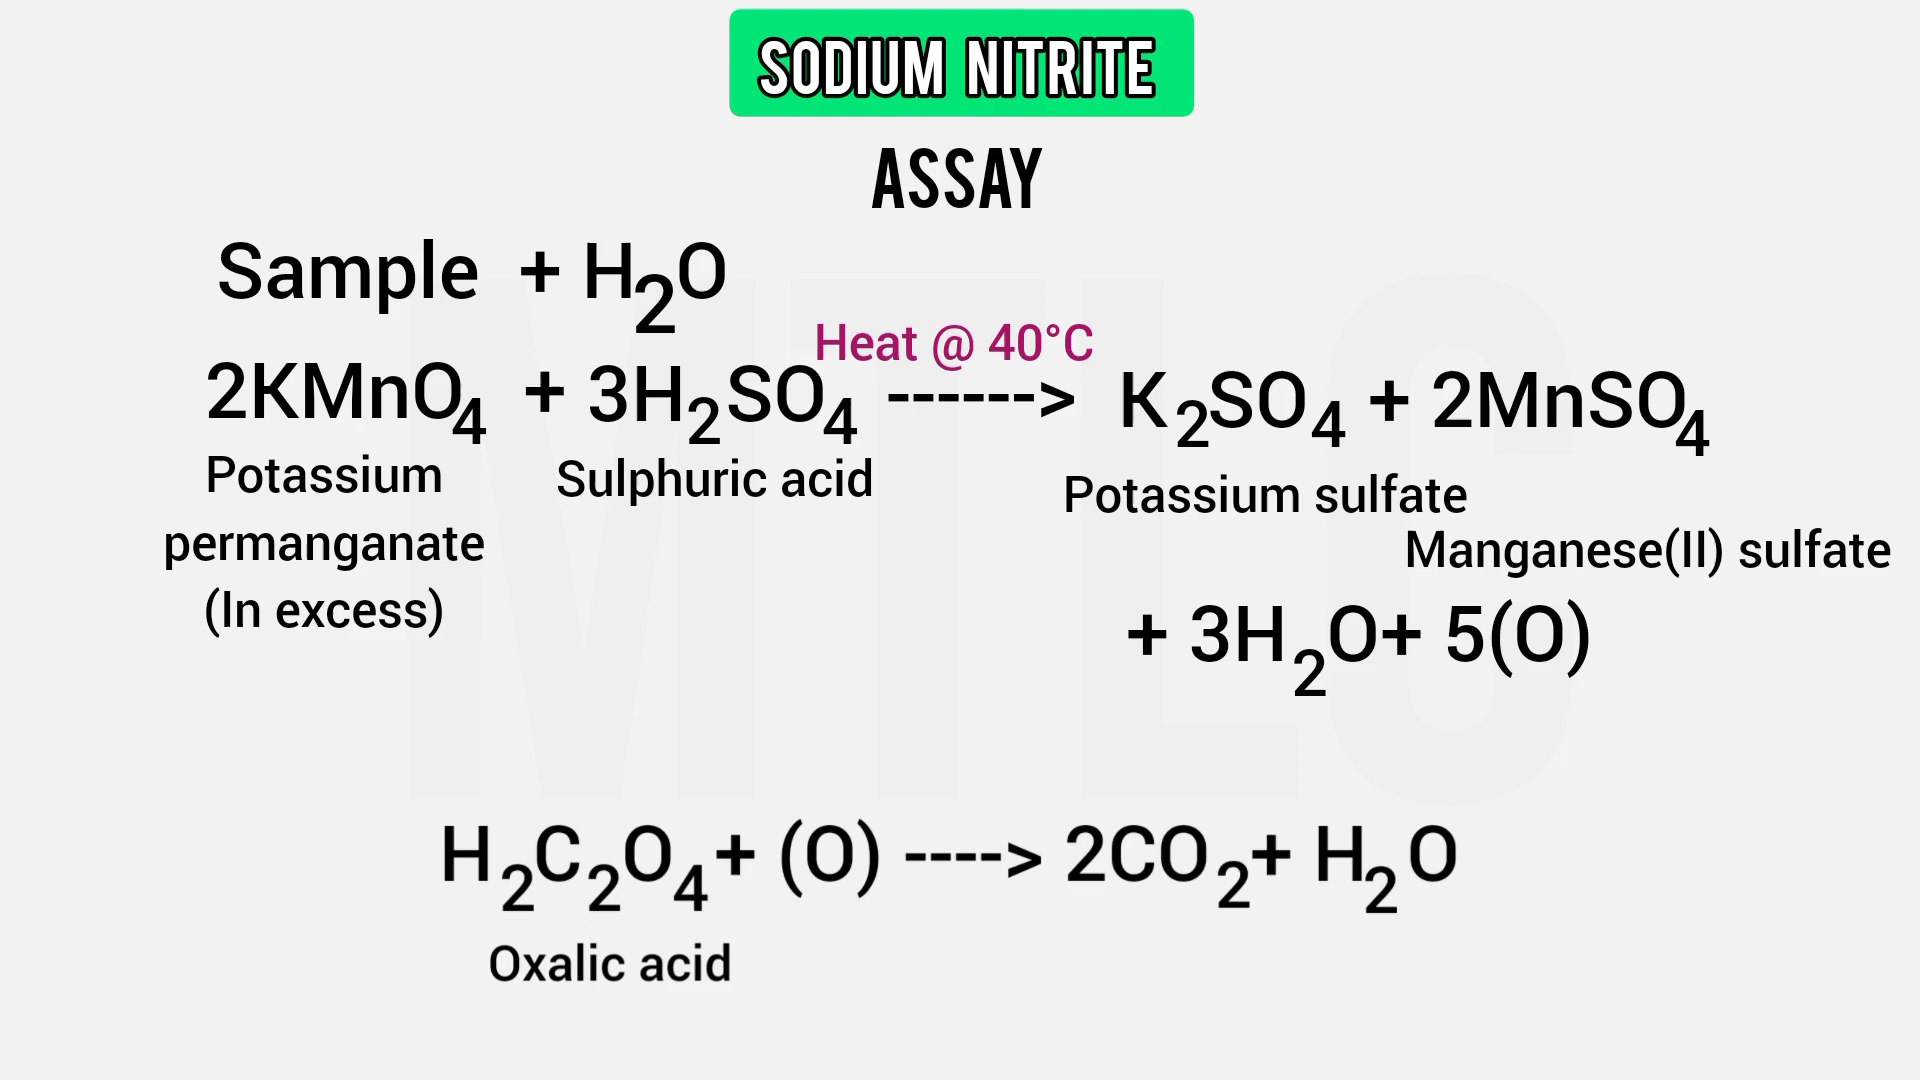 SODIUM NITRITE
ASSAY
Sample + H2O
Heat @ 40°C
2KMnO4 + 3H2SO4 ------> K2SO4 + 2MnSO4
Potassium
permanganate
(In excess)
Sulphuric acid
Potassium sulfate
Manganese(II) sulfate
+ 3H2O+ 5(O)
H2C2O4+ (O) ----> 2CO2+ H2O
Oxalic acid
MTLC